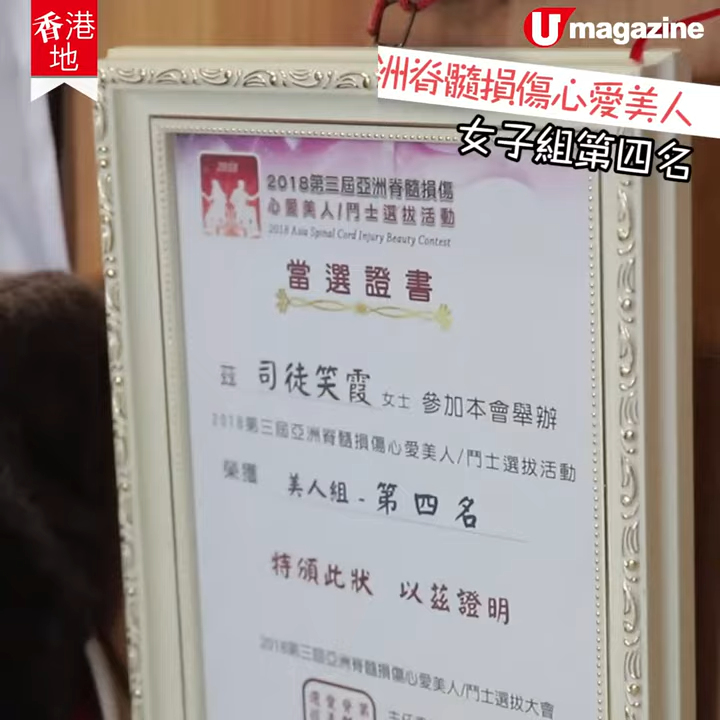 香港
地
U magazine
洲脊髓損傷心愛美人
女子組第四名
2018
2018第三屆亞洲脊髓損傷
心愛美人/鬥士選拔活動
2018 Asia Spinal Cord Injury Beauty Contest
當選證書
茲 司徒笑霞 女士 參加本會舉辦
2018第三屆亞洲脊髓損傷心愛美人/鬥士選拔活動
榮獲 美人組 - 第四名
特頒此狀 以茲證明
2018第三屆亞洲脊髓損傷心愛美人/鬥士選拔大會
主任委